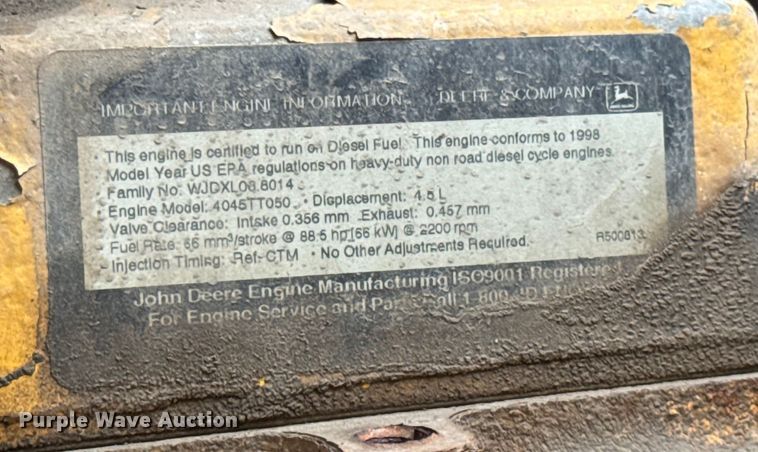 IMPORTANT ENGINE INFORMATION DEERE & COMPANY
• This engine is certified to run on Diesel Fuel. This engine conforms to 1998
Model Year US EPA regulations on heavy-duty non road diesel cycle engines.
• Family No: WJDXL06.8014
• Engine Model: 4045TT050 • Displacement: 4.5 L
Valve Clearance: Intake 0.356 mm Exhaust: 0.457 mm
• Fuel Rate: 56 mm³/stroke @ 88.5 hp [66 kW] @ 2200 rpm
• Injection Timing: Ref-CTM • No Other Adjustments Required.
R500813
John Deere Engine Manufacturing ISO9001 Registered
For Engine Service and Parts Call 1-800-JD
Purple Wave Auction